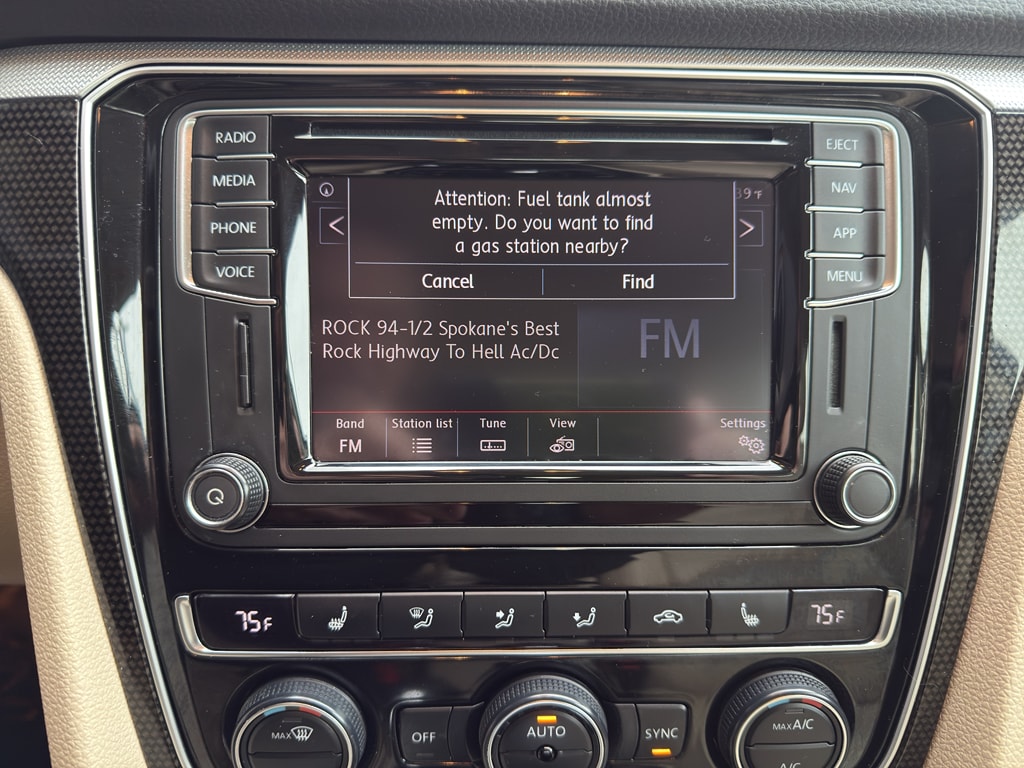 RADIO
MEDIA
PHONE
VOICE
EJECT
NAV
APP
MENU
39°F
Attention: Fuel tank almost
empty. Do you want to find
a gas station nearby?
< >
Cancel Find
ROCK 94-1/2 Spokane's Best
Rock Highway To Hell Ac/Dc
FM
Band Station list Tune View Settings
FM
75F 75F
MAX
OFF
AUTO
SYNC
MAX A/C
A/C